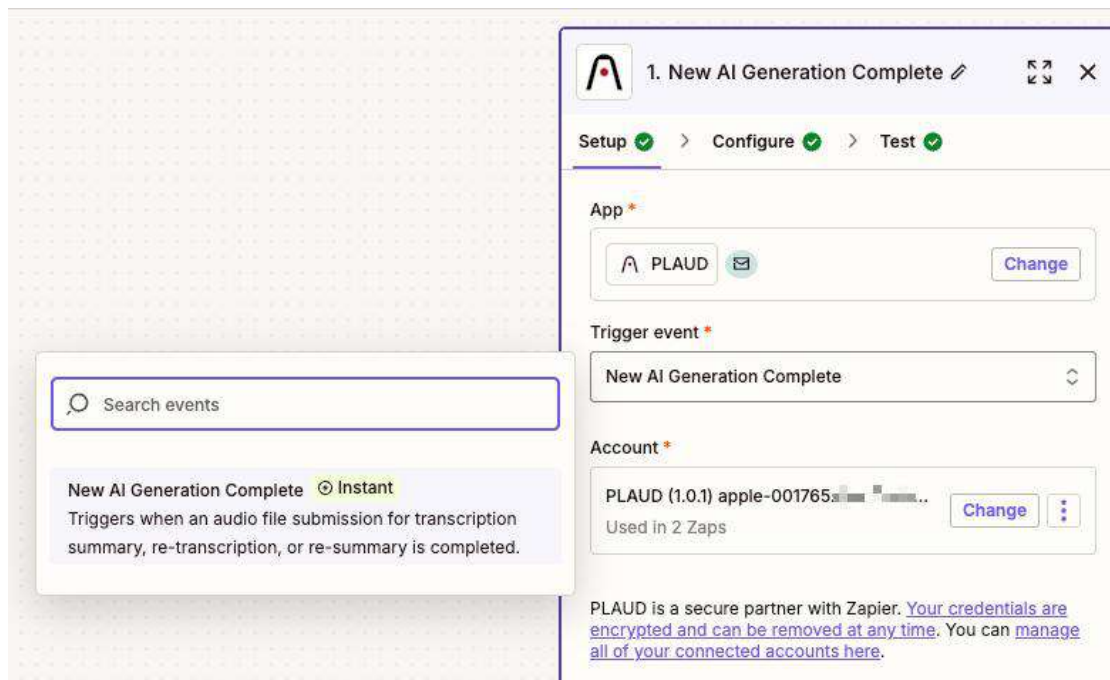 1. New AI Generation Complete
Setup
Configure
Test
App *
PLAUD
Change
Trigger event *
New AI Generation Complete
Search events
New AI Generation Complete Instant
Triggers when an audio file submission for transcription
summary, re-transcription, or re-summary is completed.
Account *
PLAUD (1.0.1) apple-001765
Used in 2 Zaps
Change
PLAUD is a secure partner with Zapier. Your credentials are
encrypted and can be removed at any time. You can manage
all of your connected accounts here.